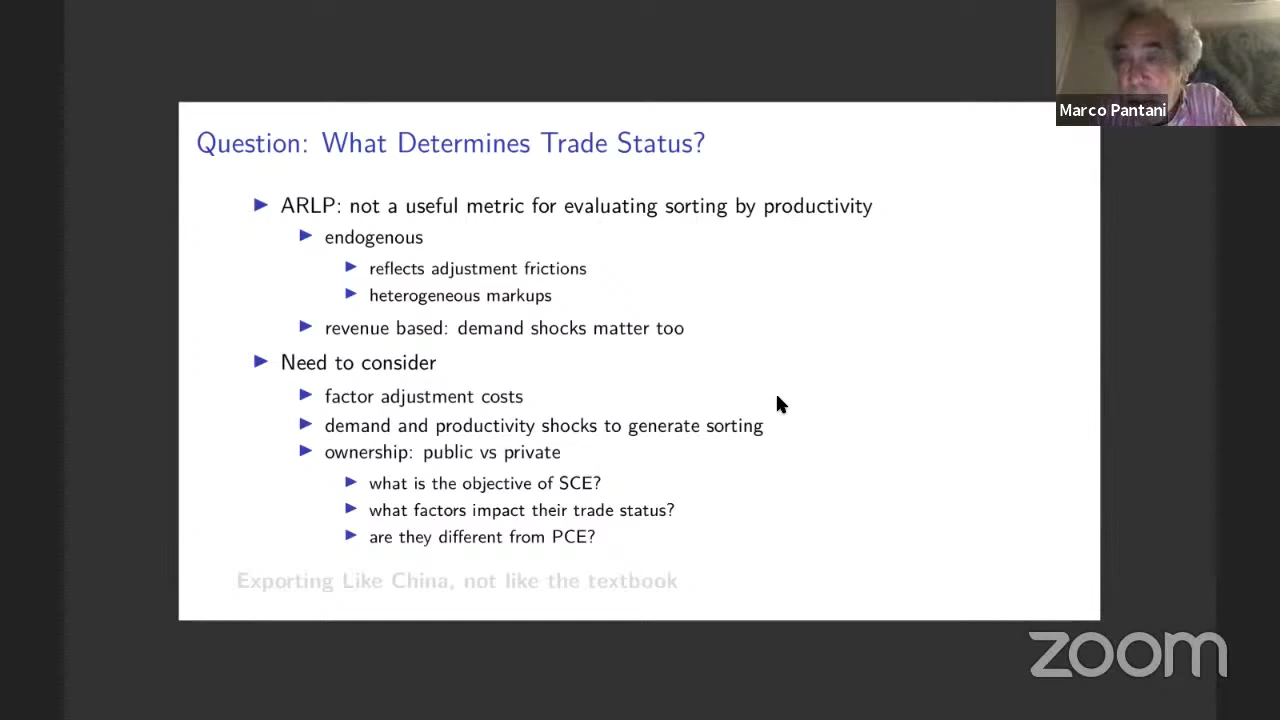 Marco Pantani
Question: What Determines Trade Status?
ARLP: not a useful metric for evaluating sorting by productivity
endogenous
reflects adjustment frictions
heterogeneous markups
revenue based: demand shocks matter too
Need to consider
factor adjustment costs
demand and productivity shocks to generate sorting
ownership: public vs private
what is the objective of SCE?
what factors impact their trade status?
are they different from PCE?
Exporting Like China, not like the textbook
zoom